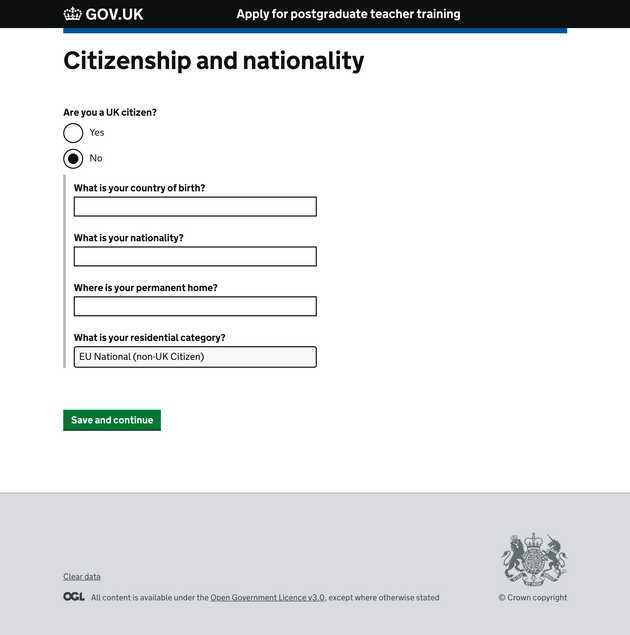 GOV.UK
Apply for postgraduate teacher training
Citizenship and nationality
Are you a UK citizen?
Yes
No
What is your country of birth?
What is your nationality?
Where is your permanent home?
What is your residential category?
EU National (non-UK Citizen)
Save and continue
Clear data
OGL All content is available under the Open Government Licence v3.0, except where otherwise stated
© Crown copyright